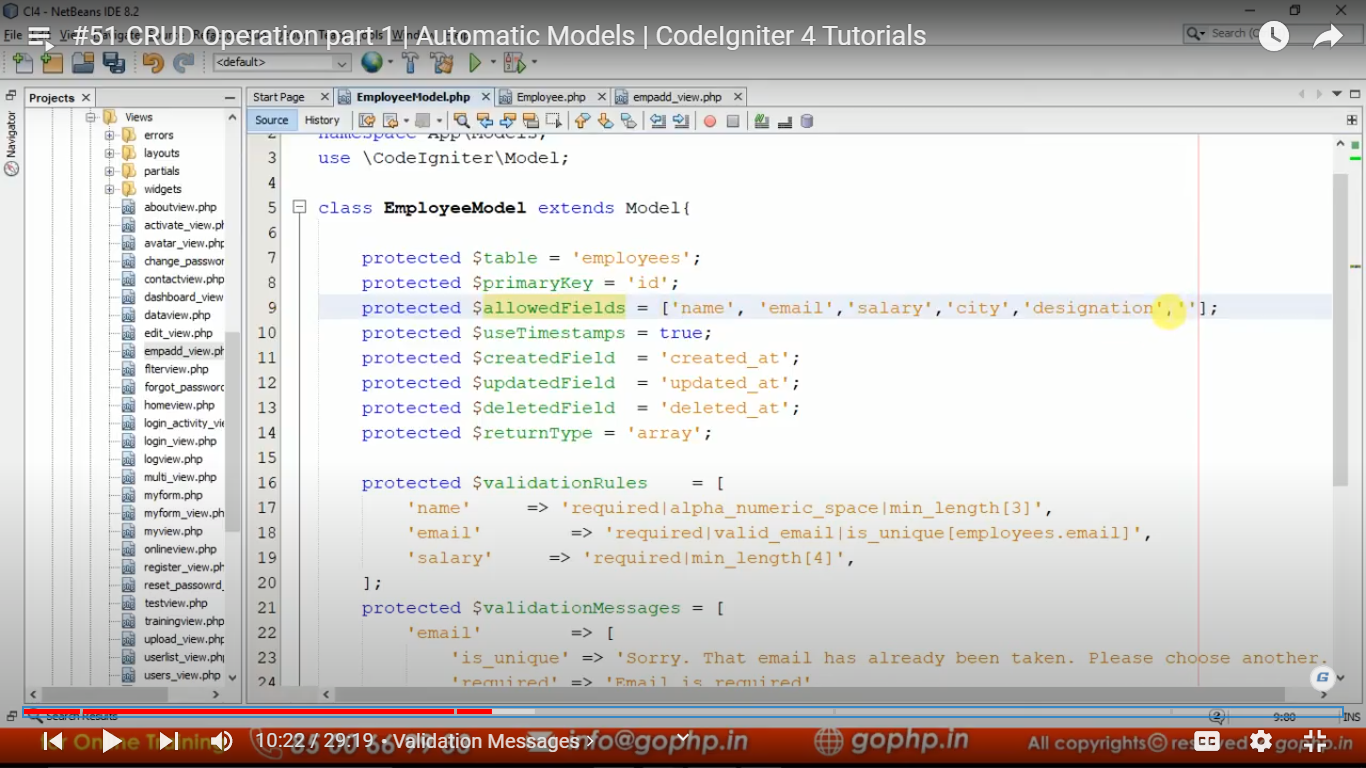 CI4 - NetBeans IDE 8.2
#51 CRUD Operation part 1 | Automatic Models | CodeIgniter 4 Tutorials
File
Search (C
<default>
Projects
Start Page
EmployeeModel.php
Employee.php
empadd_view.php
Navigator
Source
History
Views
errors
layouts
partials
widgets
aboutview.php
activate_view.ph
avatar_view.php
change_passwor
contactview.php
dashboard_view
dataview.php
edit_view.php
empadd_view.ph
flterview.php
forgot_password
homeview.php
login_activity_vie
login_view.php
logview.php
multi_view.php
myform.php
myform_view.ph
myview.php
onlineview.php
register_view.ph
reset_passowrd_
testview.php
trainingview.php
upload_view.php
userlist_view.ph
users_view.php
2 namespace App\Models;
3 use \CodeIgniter\Model;
4
5 class EmployeeModel extends Model{
6
7 protected $table = 'employees';
8 protected $primaryKey = 'id';
9 protected $allowedFields = ['name', 'email','salary','city','designation',''];
10 protected $useTimestamps = true;
11 protected $createdField  = 'created_at';
12 protected $updatedField  = 'updated_at';
13 protected $deletedField  = 'deleted_at';
14 protected $returnType = 'array';
15
16 protected $validationRules    = [
17 'name'     => 'required|alpha_numeric_space|min_length[3]',
18 'email'        => 'required|valid_email|is_unique[employees.email]',
19 'salary'     => 'required|min_length[4]',
20 ];
21 protected $validationMessages = [
22 'email'        => [
23 'is_unique' => 'Sorry. That email has already been taken. Please choose another.
24 'required' => 'Email is required'
Search Results
9:80
INS
for Online Training
10:22 / 29:19 • Validation Messages >
info@gophp.in
gophp.in
All copyrights© res
gophp.in
CC